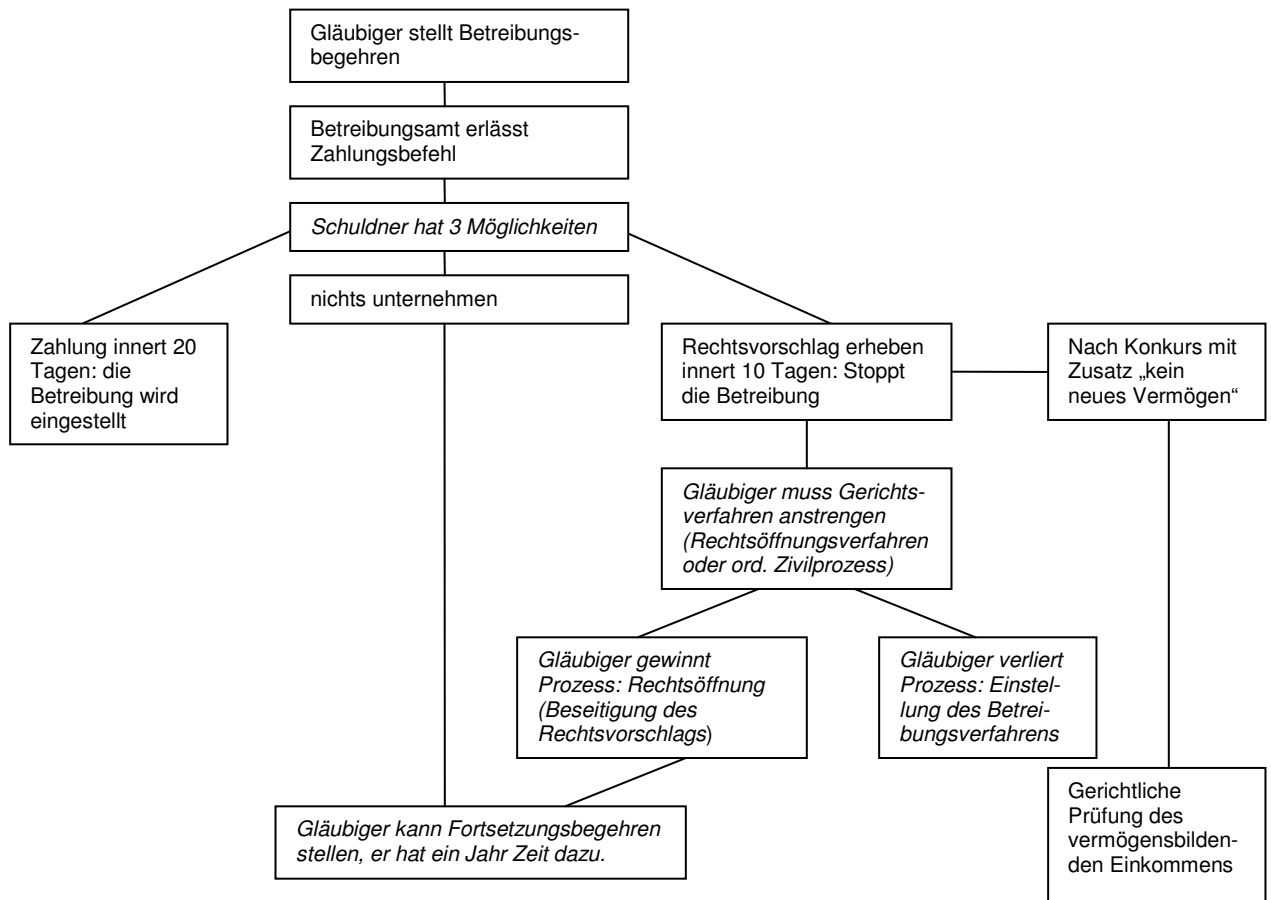 Gläubiger stellt Betreibungs-
begehren
Betreibungsamt erlässt
Zahlungsbefehl
Schuldner hat 3 Möglichkeiten
nichts unternehmen
Zahlung innert 20
Tagen: die
Betreibung wird
eingestellt
Rechtsvorschlag erheben
innert 10 Tagen: Stoppt
die Betreibung
Nach Konkurs mit
Zusatz „kein
neues Vermögen“
Gläubiger muss Gerichts-
verfahren anstrengen
(Rechtsöffnungsverfahren
oder ord. Zivilprozess)
Gläubiger gewinnt
Prozess: Rechtsöffnung
(Beseitigung des
Rechtsvorschlags)
Gläubiger verliert
Prozess: Einstel-
lung des Betrei-
bungsverfahrens
Gläubiger kann Fortsetzungsbegehren
stellen, er hat ein Jahr Zeit dazu.
Gerichtliche
Prüfung des
vermögensbilden-
den Einkommens